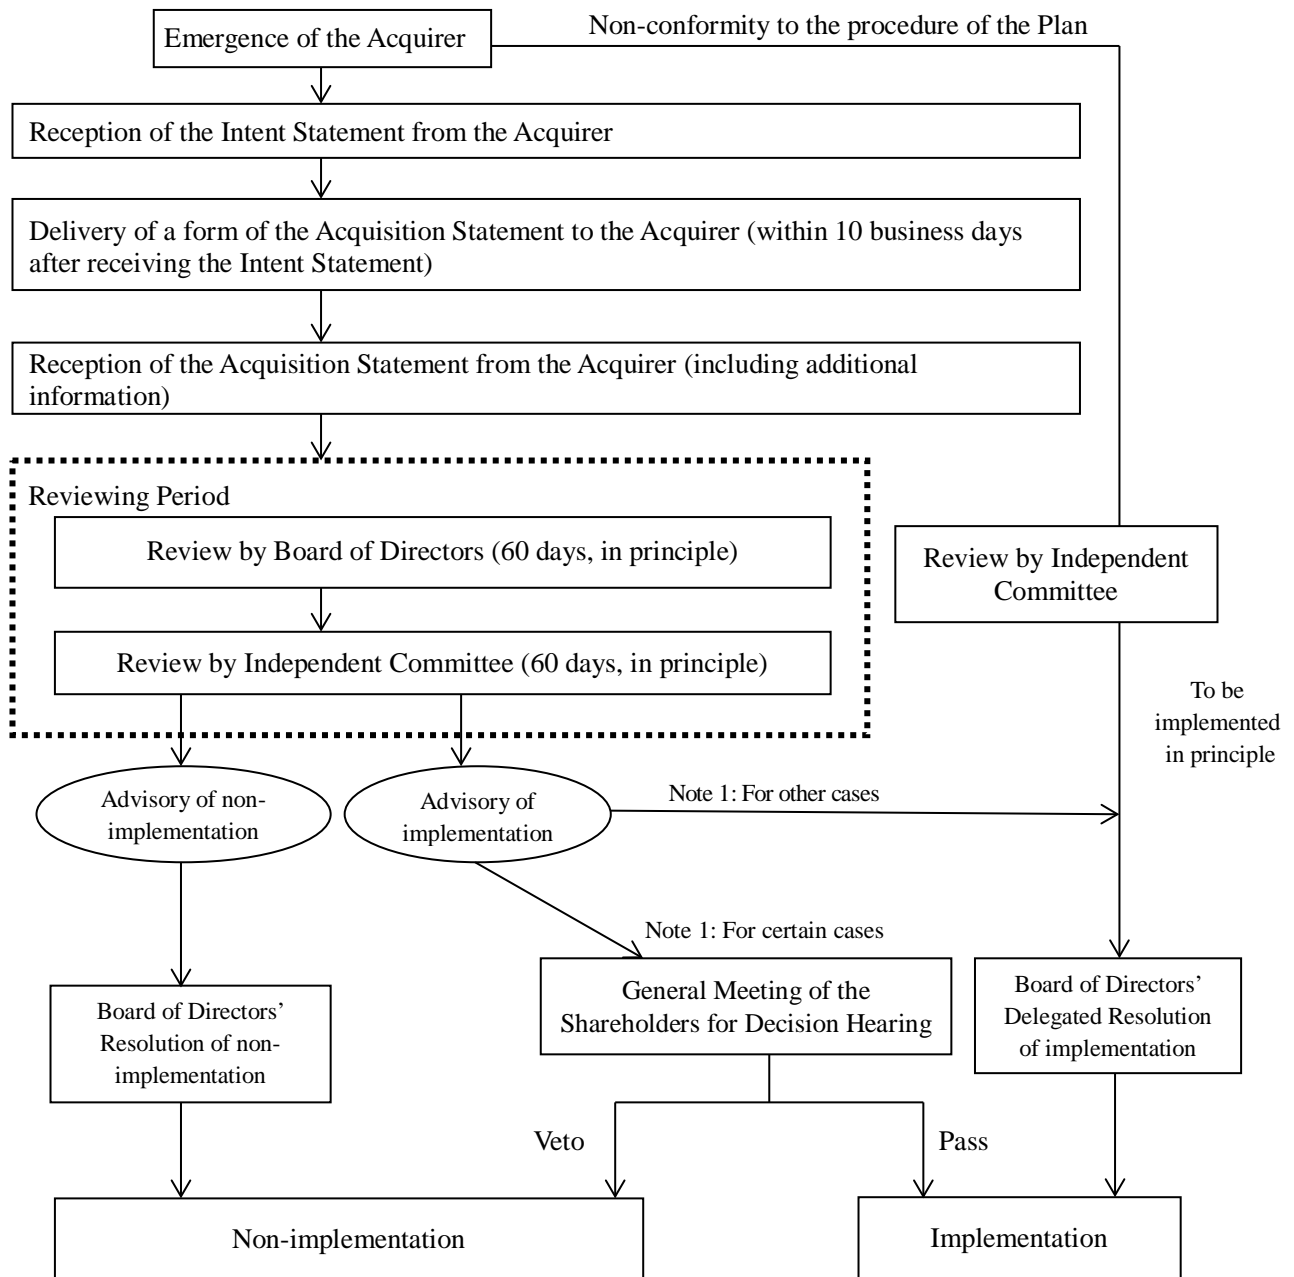 Emergence of the Acquirer
Non-conformity to the procedure of the Plan
Reception of the Intent Statement from the Acquirer
Delivery of a form of the Acquisition Statement to the Acquirer (within 10 business days
after receiving the Intent Statement)
Reception of the Acquisition Statement from the Acquirer (including additional
information)
Reviewing Period
Review by Board of Directors (60 days, in principle)
Review by Independent Committee (60 days, in principle)
Review by Independent
Committee
To be
implemented
in principle
Advisory of non-
implementation
Advisory of
implementation
Note 1: For other cases
Note 1: For certain cases
Board of Directors’
Resolution of non-
implementation
General Meeting of the
Shareholders for Decision Hearing
Board of Directors’
Delegated Resolution
of implementation
Veto
Pass
Non-implementation
Implementation